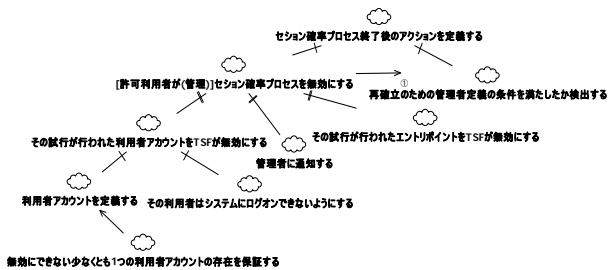 セション確率プロセス終了後のアクションを定義する
[許可利用者が(管理)]セション確率プロセスを無効にする
①
再確立のための管理者定義の条件を満たしたか検出する
その試行が行われた利用者アカウントをTSFが無効にする
その試行が行われたエントリポイントをTSFが無効にする
管理者に通知する
利用者アカウントを定義する
その利用者はシステムにログオンできないようにする
無効にできない少なくとも1つの利用者アカウントの存在を保証する